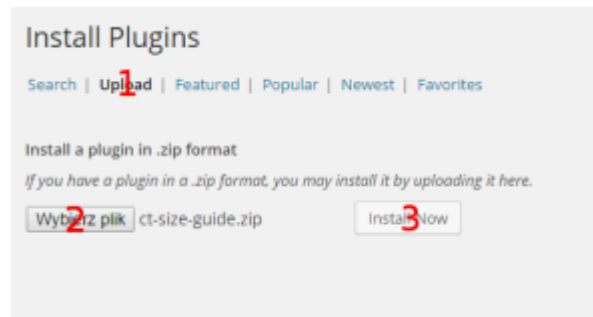 Install Plugins
Search | Upload | Featured | Popular | Newest | Favorites
1
Install a plugin in .zip format
If you have a plugin in a .zip format, you may install it by uploading it here.
Wybierz plik ct-size-guide.zip Install Now
2 3